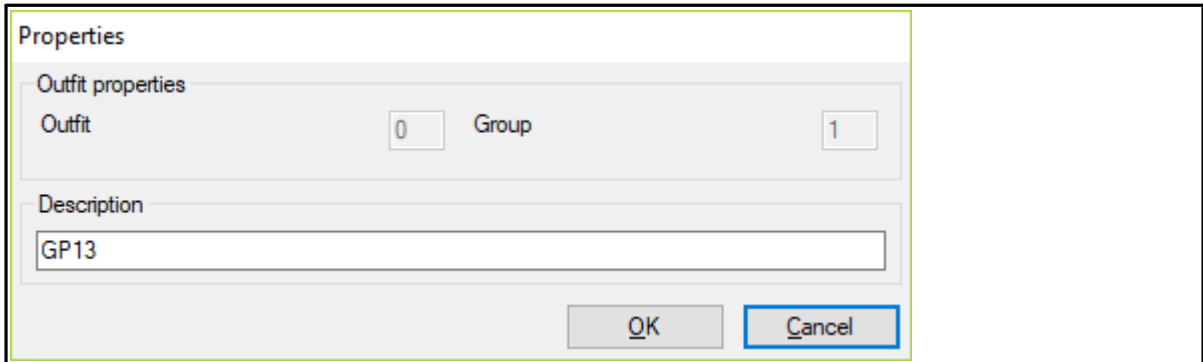 Properties
Outfit properties
Outfit 0 Group 1
Description
GP13
OK Cancel